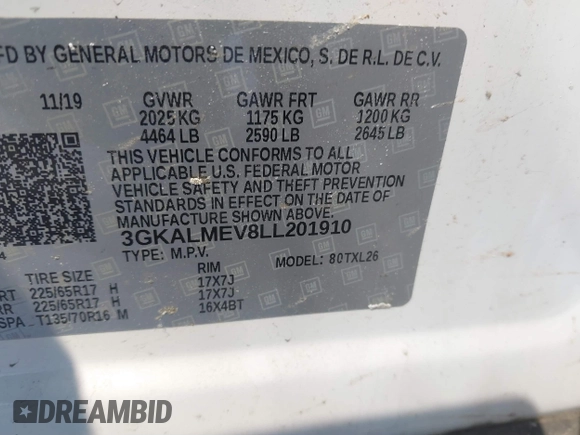 FD BY GENERAL MOTORS DE MEXICO, S. DE R.L. DE C.V.
11/19 GVWR GAWR FRT GAWR RR
2025 KG 1175 KG 1200 KG
4464 LB 2590 LB 2645 LB
THIS VEHICLE CONFORMS TO ALL
APPLICABLE U.S. FEDERAL MOTOR
VEHICLE SAFETY AND THEFT PREVENTION
STANDARDS IN EFFECT ON THE DATE OF
MANUFACTURE SHOWN ABOVE.
3GKALMEV8LL201910
TYPE: M.P.V. MODEL: 80TXL26
TIRE SIZE RIM
RT 225/65R17 H 17X7J
RR 225/65R17 H 17X7J
SPA T135/70R16 M 16X4BT
DREAMBID